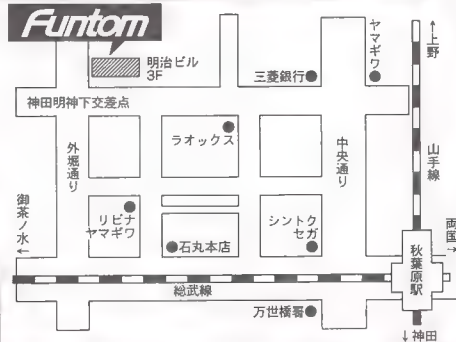 Funtom
明治ビル
3F
三菱銀行
ヤマギワ
←上野
神田明神下交差点
外堀通り
ラオックス
中央通り
山手線
御茶ノ水←
リビナ
ヤマギワ
石丸本店
シントク
セガ
両国→
秋葉原駅
総武線
万世橋署
↓神田